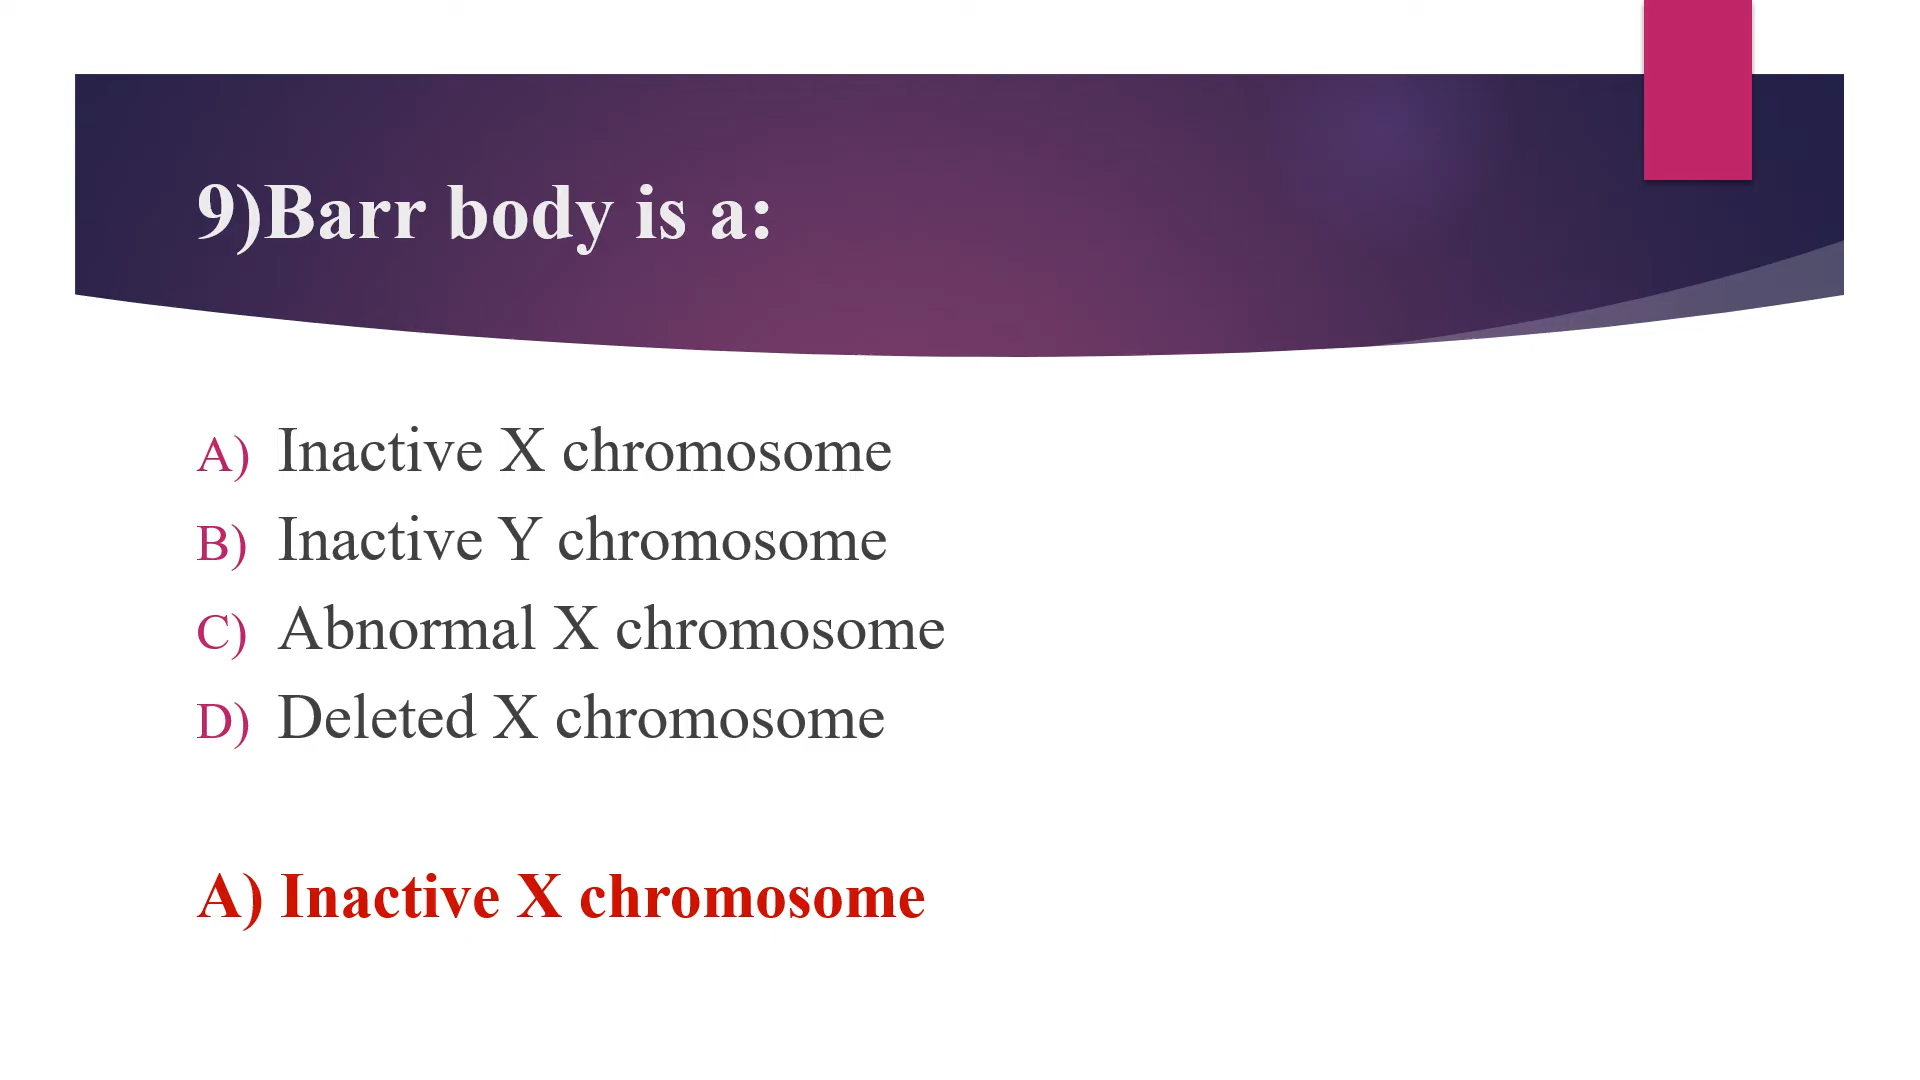 9)Barr body is a:
A) Inactive X chromosome
B) Inactive Y chromosome
C) Abnormal X chromosome
D) Deleted X chromosome
A) Inactive X chromosome